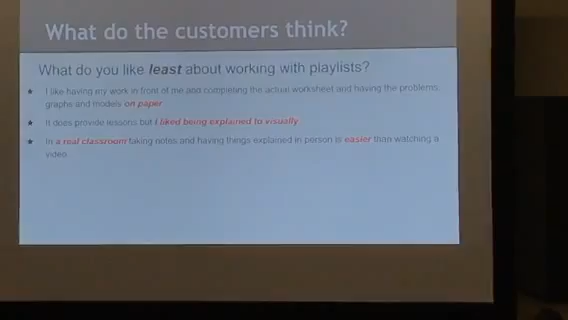 What do the customers think?
What do you like least about working with playlists?
★ I like having my work in front of me and completing the actual worksheet and having the problems,
graphs and models on paper
★ It does provide lessons but I liked being explained to visually
★ In a real classroom taking notes and having things explained in person is easier than watching a
video.